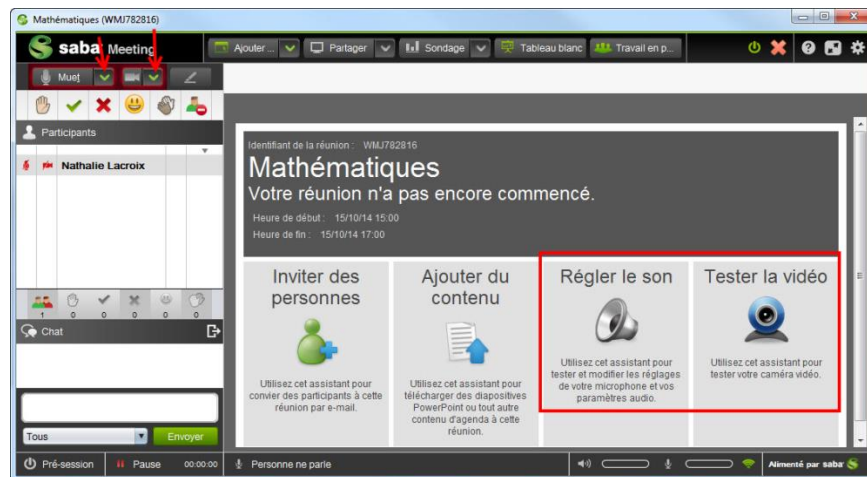 Mathématiques (WMJ782816)
saba Meeting
Ajouter ...
Partager
Sondage
Tableau blanc
Travail en p...
Muet
Participants
Nathalie Lacroix
1 0 0 0 0 0
Chat
Tous
Envoyer
Identifiant de la réunion : WMJ782816
Mathématiques
Votre réunion n'a pas encore commencé.
Heure de début : 15/10/14 15:00
Heure de fin : 15/10/14 17:00
Inviter des
personnes
Utilisez cet assistant pour
convier des participants à cette
réunion par e-mail.
Ajouter du
contenu
Utilisez cet assistant pour
télécharger des diapositives
PowerPoint ou tout autre
contenu d'agenda à cette
réunion.
Régler le son
Utilisez cet assistant pour
tester et modifier les réglages
de votre microphone et vos
paramètres audio.
Tester la vidéo
Utilisez cet assistant pour
tester votre caméra vidéo.
Pré-session
Pause
00:00:00
Personne ne parle
Alimenté par saba